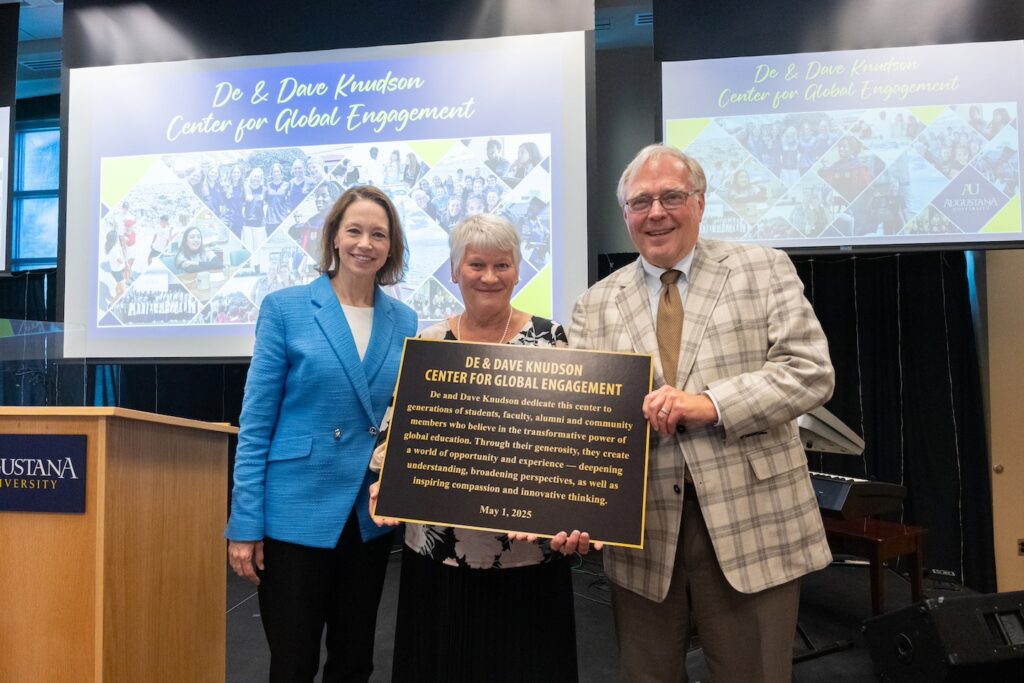 De & Dave Knudson
Center for Global Engagement
De & Dave Knudson
Center for Global Engagement
AU
AUGUSTANA
UNIVERSITY
DE & DAVE KNUDSON
CENTER FOR GLOBAL ENGAGEMENT
De and Dave Knudson dedicate this center to
generations of students, faculty, alumni and community
members who believe in the transformative power of
global education. Through their generosity, they create
a world of opportunity and experience — deepening
understanding, broadening perspectives, as well as
inspiring compassion and innovative thinking.
May 1, 2025
GUSTANA
IVERSITY